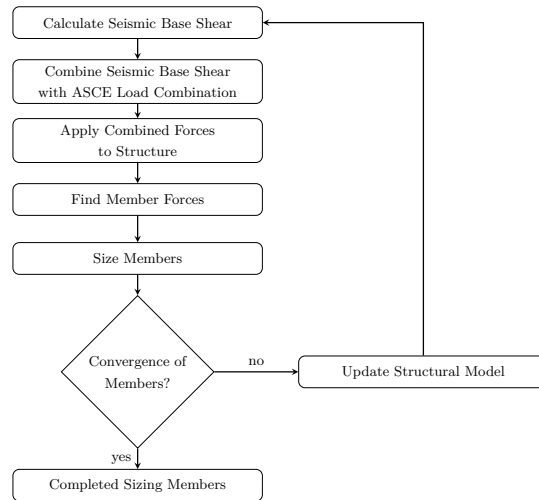 Calculate Seismic Base Shear
Combine Seismic Base Shear
with ASCE Load Combination
Apply Combined Forces
to Structure
Find Member Forces
Size Members
Convergence of
Members?
no
Update Structural Model
yes
Completed Sizing Members